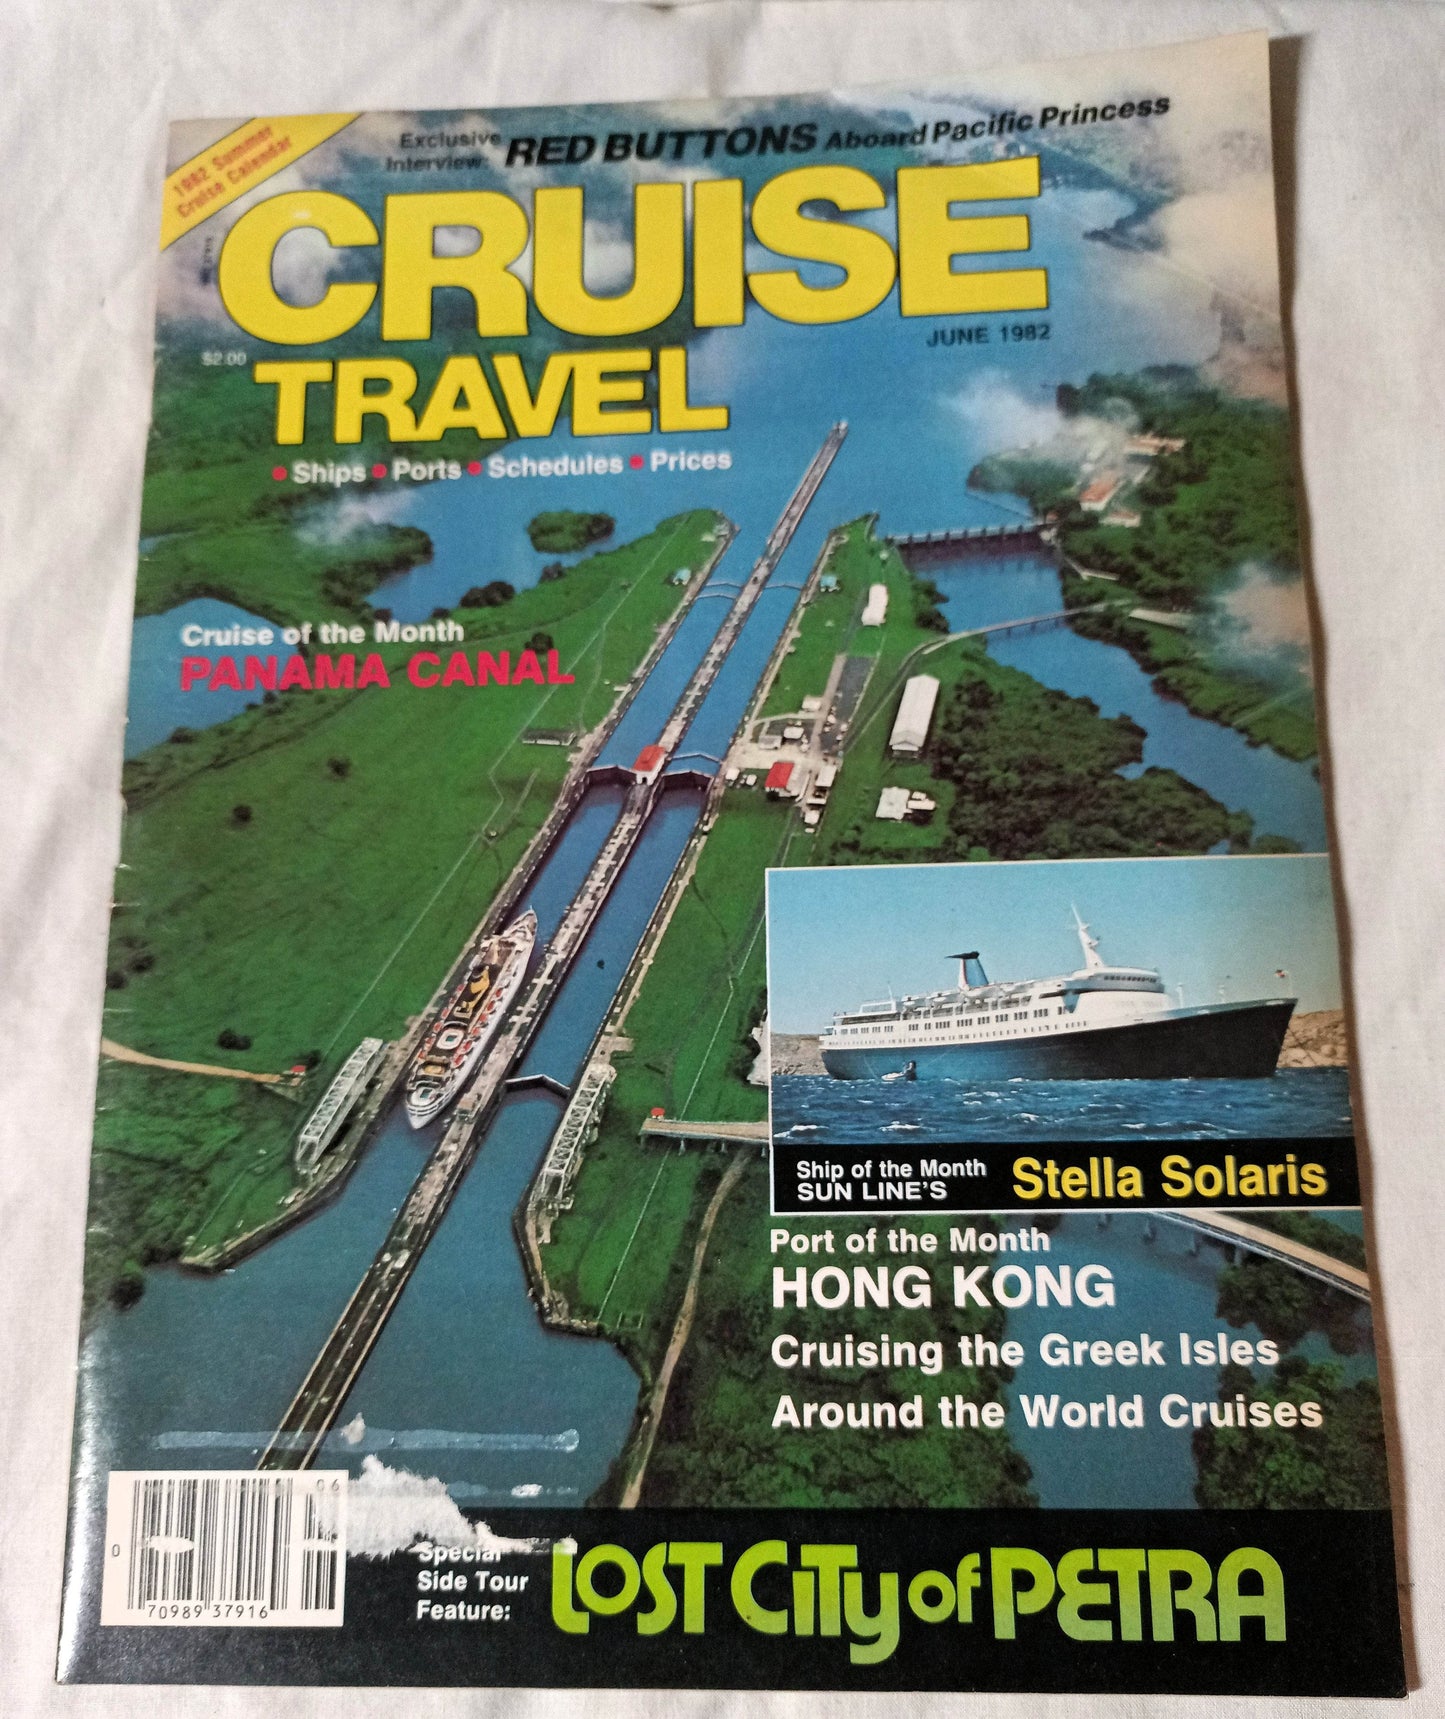 1982 Summer
Cruise Calendar
Exclusive
Interview: RED BUTTONS Aboard Pacific Princess
CRUISE
JUNE 1982
$2.00
TRAVEL
• Ships • Ports • Schedules • Prices
Cruise of the Month
PANAMA CANAL
Ship of the Month
SUN LINE'S Stella Solaris
Port of the Month
HONG KONG
Cruising the Greek Isles
Around the World Cruises
06
0
70989 37916
Special
Side Tour
Feature:
LOST CiTy of PETRA